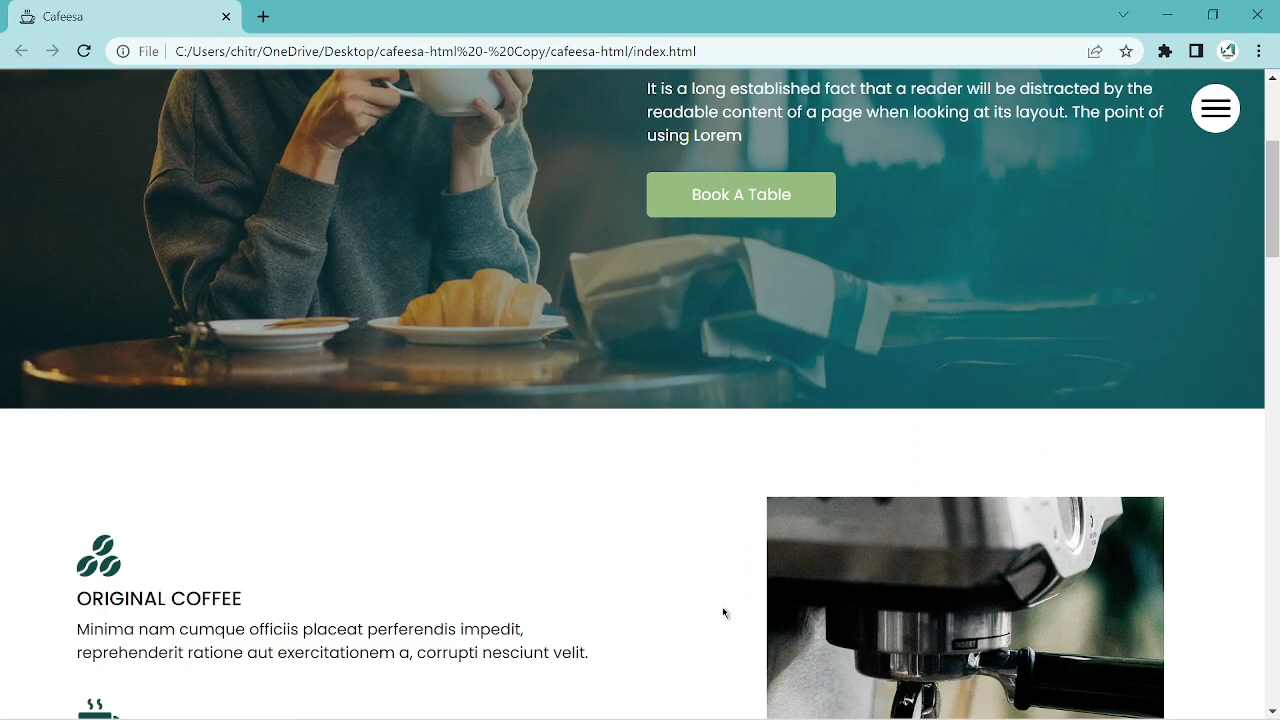 Cafeesa
File
C:/Users/chitr/OneDrive/Desktop/cafeesa-html%20-%20Copy/cafeesa-html/index.html
It is a long established fact that a reader will be distracted by the
readable content of a page when looking at its layout. The point of
using Lorem
Book A Table
ORIGINAL COFFEE
Minima nam cumque officiis placeat perferendis impedit,
reprehenderit ratione aut exercitationem a, corrupti nesciunt velit.
INSERT